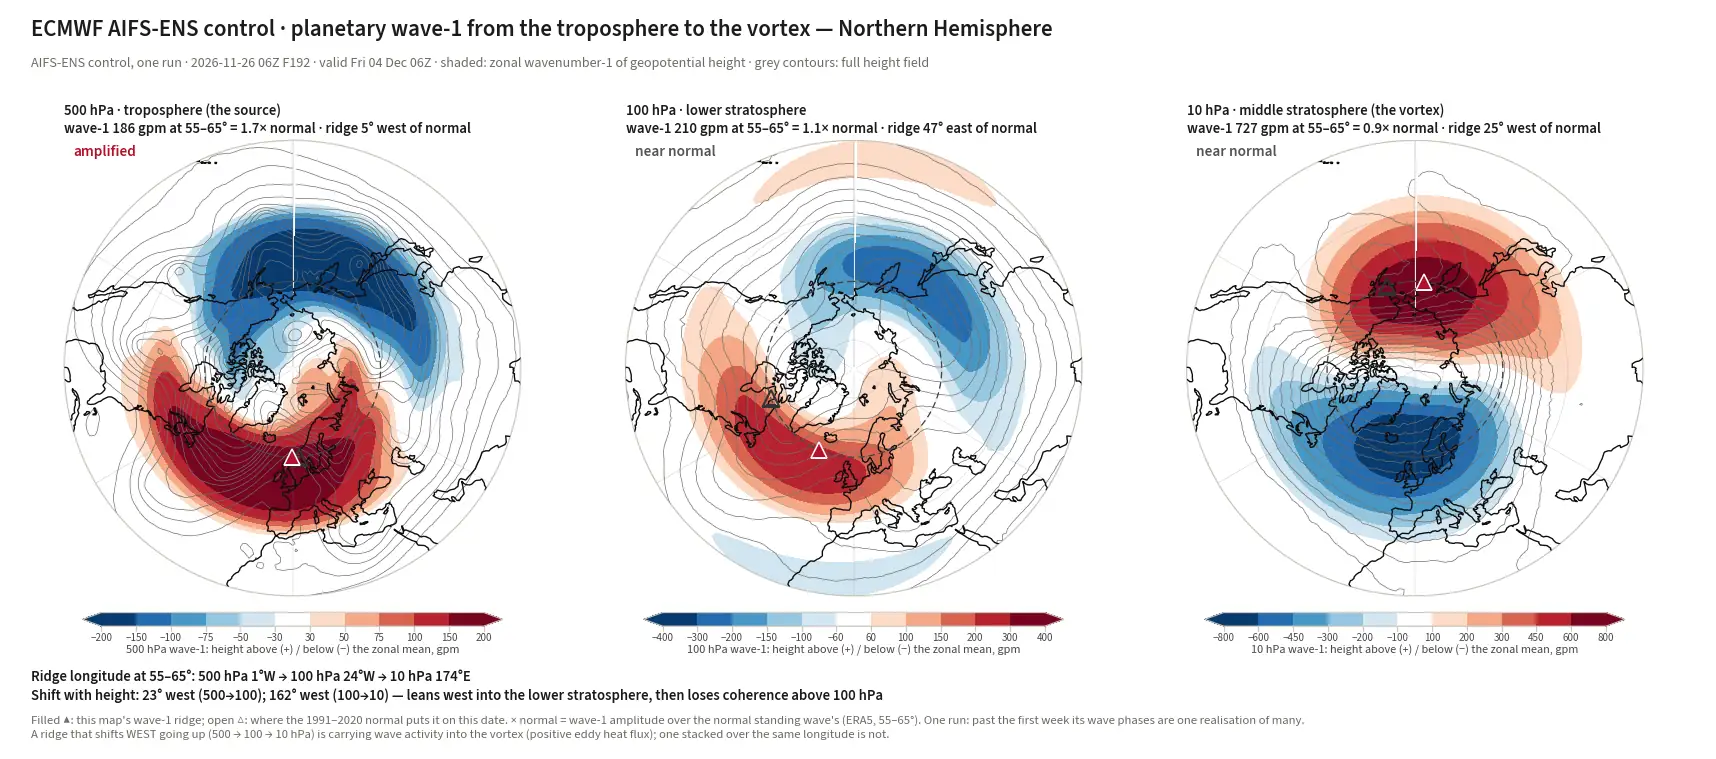 ECMWF AIFS-ENS control · planetary wave-1 from the troposphere to the vortex — Northern Hemisphere
AIFS-ENS control, one run · 2026-11-26 06Z F192 · valid Fri 04 Dec 06Z · shaded: zonal wavenumber-1 of geopotential height · grey contours: full height field
500 hPa · troposphere (the source)
wave-1 186 gpm at 55–65° = 1.7× normal · ridge 5° west of normal
amplified
100 hPa · lower stratosphere
wave-1 210 gpm at 55–65° = 1.1× normal · ridge 47° east of normal
near normal
10 hPa · middle stratosphere (the vortex)
wave-1 727 gpm at 55–65° = 0.9× normal · ridge 25° west of normal
near normal
−200 −150 −100 −75 −50 −30 30 50 75 100 150 200
500 hPa wave-1: height above (+) / below (−) the zonal mean, gpm
−400 −300 −200 −150 −100 −60 60 100 150 200 300 400
100 hPa wave-1: height above (+) / below (−) the zonal mean, gpm
−800 −600 −450 −300 −200 −100 100 200 300 450 600 800
10 hPa wave-1: height above (+) / below (−) the zonal mean, gpm
Ridge longitude at 55–65°: 500 hPa 1°W → 100 hPa 24°W → 10 hPa 174°E
Shift with height: 23° west (500→100); 162° west (100→10) — leans west into the lower stratosphere, then loses coherence above 100 hPa
Filled ▲: this map's wave-1 ridge; open △: where the 1991–2020 normal puts it on this date. × normal = wave-1 amplitude over the normal standing wave's (ERA5, 55–65°). One run: past the first week its wave phases are one realisation of many.
A ridge that shifts WEST going up (500 → 100 → 10 hPa) is carrying wave activity into the vortex (positive eddy heat flux); one stacked over the same longitude is not.